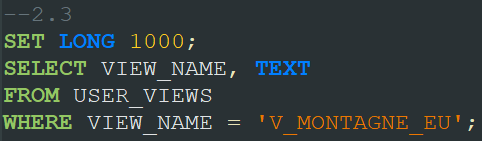 --2.3
SET LONG 1000;
SELECT VIEW_NAME, TEXT
FROM USER_VIEWS
WHERE VIEW_NAME = 'V_MONTAGNE_EU';